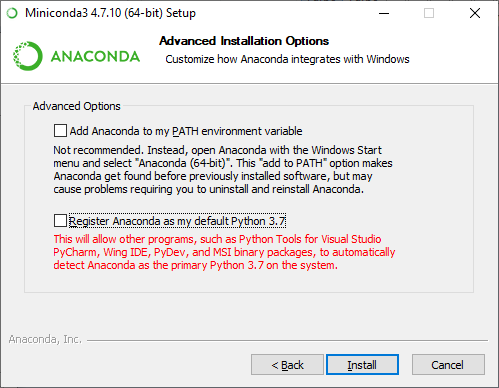 Miniconda3 4.7.10 (64-bit) Setup
Advanced Installation Options
ANACONDA
Customize how Anaconda integrates with Windows
Advanced Options
Add Anaconda to my PATH environment variable
Not recommended. Instead, open Anaconda with the Windows Start
menu and select "Anaconda (64-bit)". This "add to PATH" option makes
Anaconda get found before previously installed software, but may
cause problems requiring you to uninstall and reinstall Anaconda.
Register Anaconda as my default Python 3.7
This will allow other programs, such as Python Tools for Visual Studio
PyCharm, Wing IDE, PyDev, and MSI binary packages, to automatically
detect Anaconda as the primary Python 3.7 on the system.
Anaconda, Inc.
< Back Install Cancel